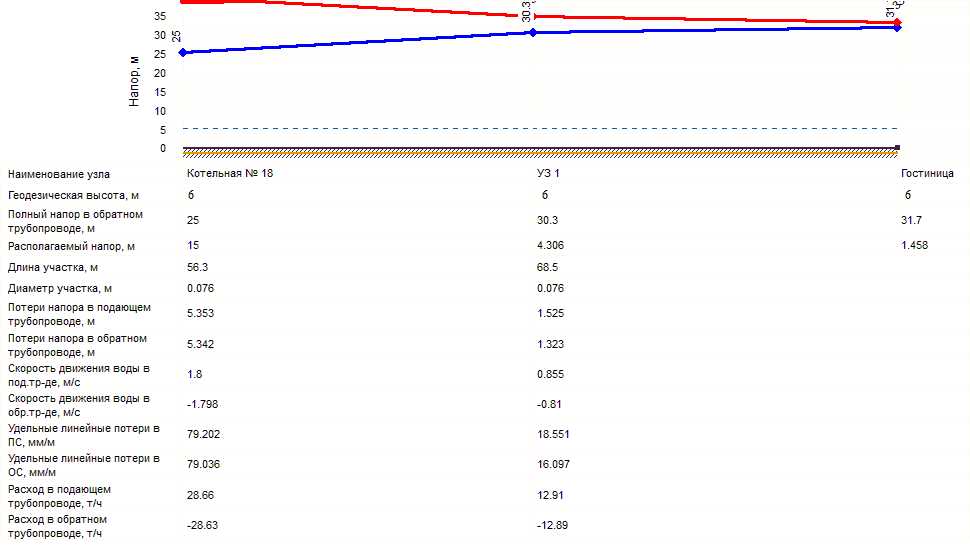 35
30
25
20
15
10
5
0
Напор, м
25
30.3
31
Наименование узла Котельная № 18 УЗ 1 Гостиница
Геодезическая высота, м 6 6 6
Полный напор в обратном
трубопроводе, м 25 30.3 31.7
Располагаемый напор, м 15 4.306 1.458
Длина участка, м 56.3 68.5
Диаметр участка, м 0.076 0.076
Потери напора в подающем
трубопроводе, м 5.353 1.525
Потери напора в обратном
трубопроводе, м 5.342 1.323
Скорость движения воды в
под.тр-де, м/с 1.8 0.855
Скорость движения воды в
обр.тр-де, м/с -1.798 -0.81
Удельные линейные потери в
ПС, мм/м 79.202 18.551
Удельные линейные потери в
ОС, мм/м 79.036 16.097
Расход в подающем
трубопроводе, т/ч 28.66 12.91
Расход в обратном
трубопроводе, т/ч -28.63 -12.89